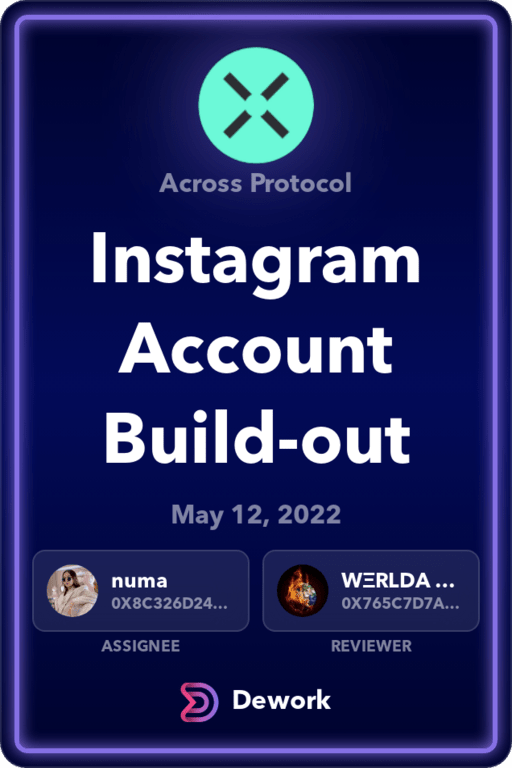 Across Protocol
Instagram
Account
Build-out
May 12, 2022
numa
0X8C326D24...
WΞRLDA ...
0X765C7D7A...
ASSIGNEE
REVIEWER
Dework